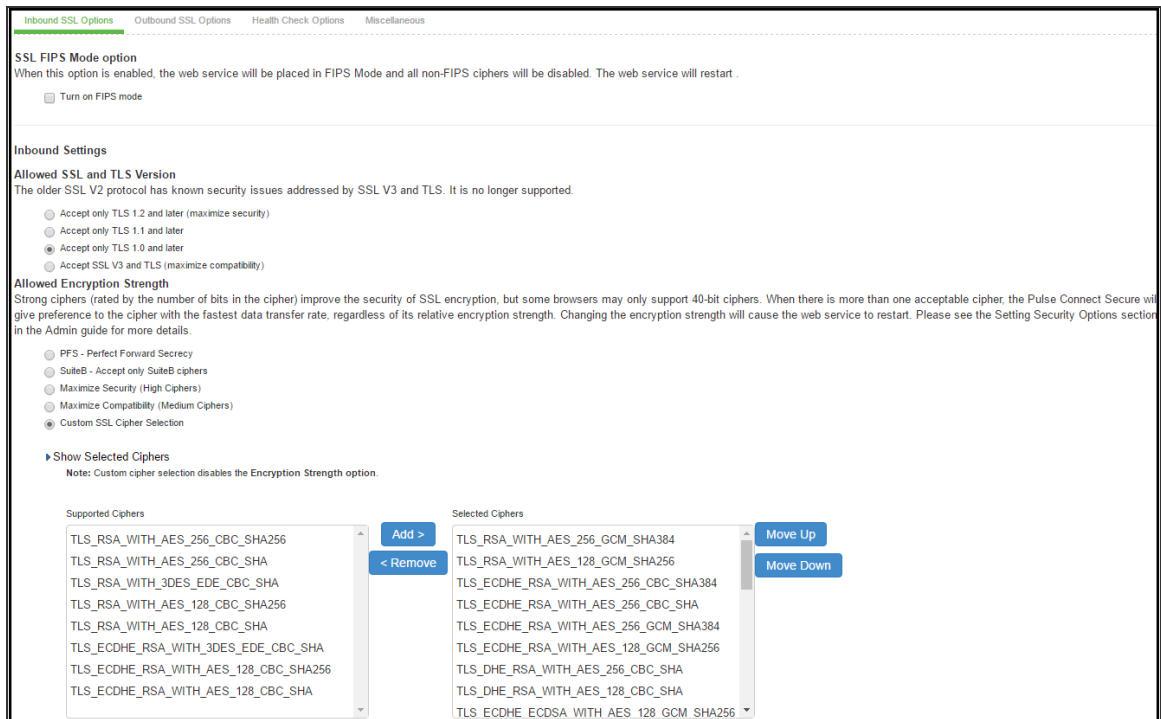 Inbound SSL Options Outbound SSL Options Health Check Options Miscellaneous
SSL FIPS Mode option
When this option is enabled, the web service will be placed in FIPS Mode and all non-FIPS ciphers will be disabled. The web service will restart .
Turn on FIPS mode
Inbound Settings
Allowed SSL and TLS Version
The older SSL V2 protocol has known security issues addressed by SSL V3 and TLS. It is no longer supported.
Accept only TLS 1.2 and later (maximize security)
Accept only TLS 1.1 and later
Accept only TLS 1.0 and later
Accept SSL V3 and TLS (maximize compatibility)
Allowed Encryption Strength
Strong ciphers (rated by the number of bits in the cipher) improve the security of SSL encryption, but some browsers may only support 40-bit ciphers. When there is more than one acceptable cipher, the Pulse Connect Secure wil
give preference to the cipher with the fastest data transfer rate, regardless of its relative encryption strength. Changing the encryption strength will cause the web service to restart. Please see the Setting Security Options section
in the Admin guide for more details.
PFS - Perfect Forward Secrecy
SuiteB - Accept only SuiteB ciphers
Maximize Security (High Ciphers)
Maximize Compatibility (Medium Ciphers)
Custom SSL Cipher Selection
Show Selected Ciphers
Note: Custom cipher selection disables the Encryption Strength option.
Supported Ciphers
TLS_RSA_WITH_AES_256_CBC_SHA256
TLS_RSA_WITH_AES_256_CBC_SHA
TLS_RSA_WITH_3DES_EDE_CBC_SHA
TLS_RSA_WITH_AES_128_CBC_SHA256
TLS_RSA_WITH_AES_128_CBC_SHA
TLS_ECDHE_RSA_WITH_3DES_EDE_CBC_SHA
TLS_ECDHE_RSA_WITH_AES_128_CBC_SHA256
TLS_ECDHE_RSA_WITH_AES_128_CBC_SHA
Add >
< Remove
Selected Ciphers
TLS_RSA_WITH_AES_256_GCM_SHA384
TLS_RSA_WITH_AES_128_GCM_SHA256
TLS_ECDHE_RSA_WITH_AES_256_CBC_SHA384
TLS_ECDHE_RSA_WITH_AES_256_CBC_SHA
TLS_ECDHE_RSA_WITH_AES_256_GCM_SHA384
TLS_ECDHE_RSA_WITH_AES_128_GCM_SHA256
TLS_DHE_RSA_WITH_AES_256_CBC_SHA
TLS_DHE_RSA_WITH_AES_128_CBC_SHA
TLS_ECDHE_ECDSA_WITH_AES_128_GCM_SHA256
Move Up
Move Down